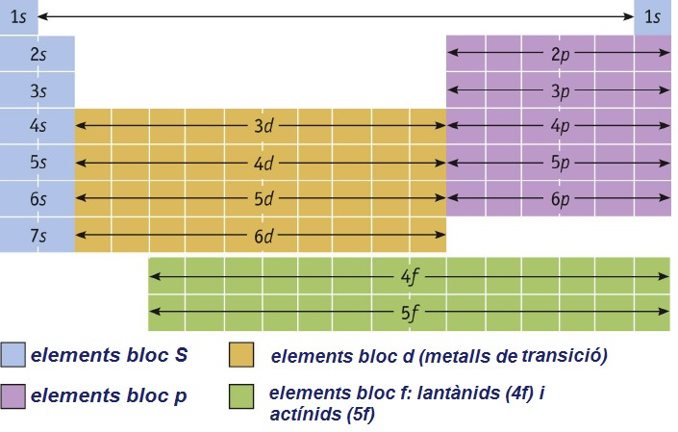 1s 1s
2s 2p
3s 3p
4s 3d 4p
5s 4d 5p
6s 5d 6p
7s 6d
4f
5f
elements bloc S
elements bloc d (metalls de transició)
elements bloc p
elements bloc f: lantànids (4f) i
actínids (5f)